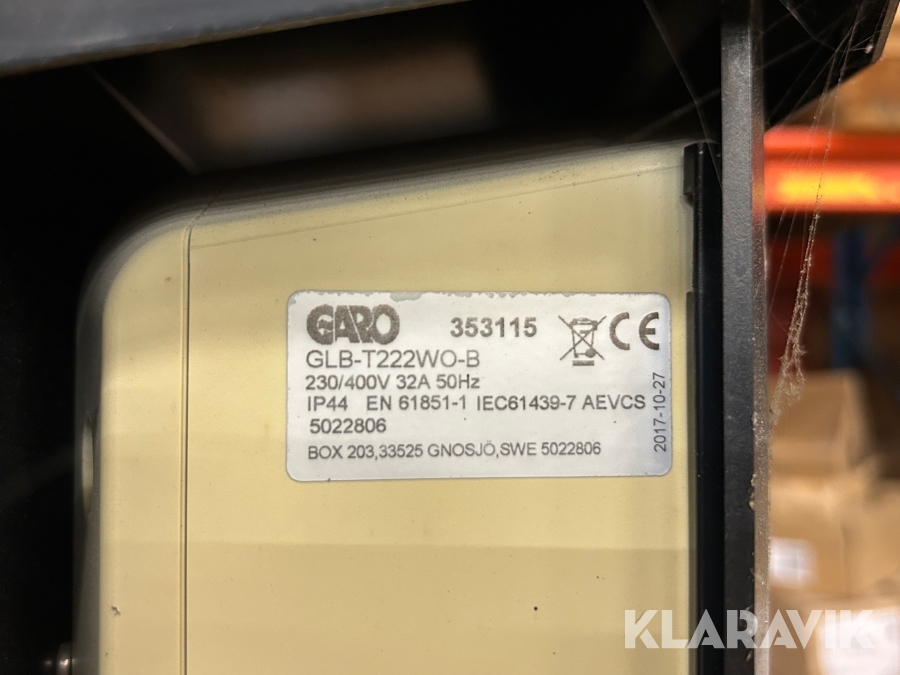 GARO 353115 CE
GLB-T222WO-B
230/400V 32A 50Hz
IP44 EN 61851-1 IEC61439-7 AEVCS
5022806
BOX 203,33525 GNOSJÖ,SWE 5022806
2017-10-27
KLARAVIK